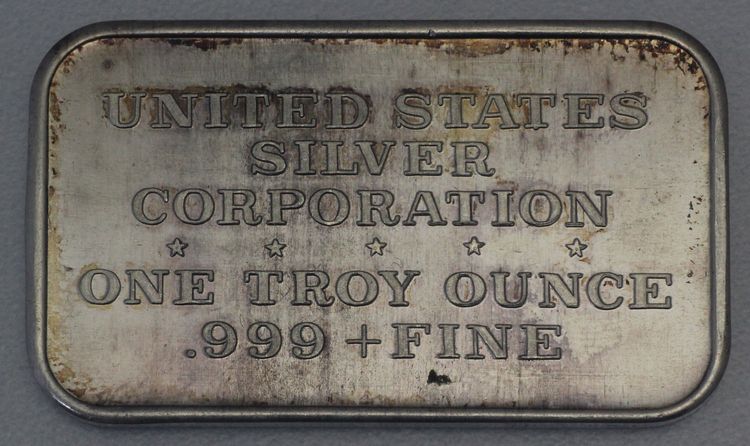 UNITED STATES
SILVER
CORPORATION
ONE TROY OUNCE
.999 + FINE